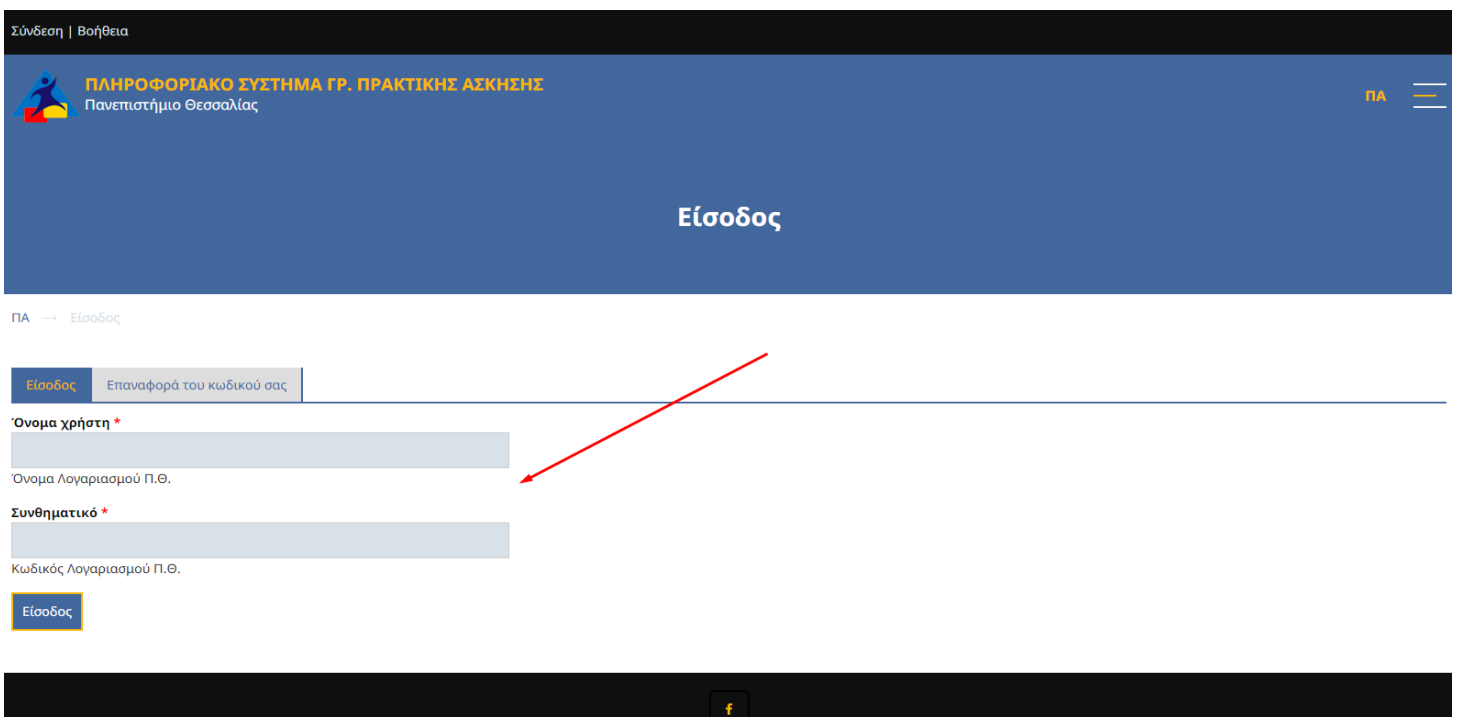 Σύνδεση | Βοήθεια
ΠΛΗΡΟΦΟΡΙΑΚΟ ΣΥΣΤΗΜΑ ΓΡ. ΠΡΑΚΤΙΚΗΣ ΑΣΚΗΣΗΣ
Πανεπιστήμιο Θεσσαλίας
ΠΑ
Είσοδος
ΠΑ → Είσοδος
Είσοδος Επαναφορά του κωδικού σας
Όνομα χρήστη *
Όνομα Λογαριασμού Π.Θ.
Συνθηματικό *
Κωδικός Λογαριασμού Π.Θ.
Είσοδος
f